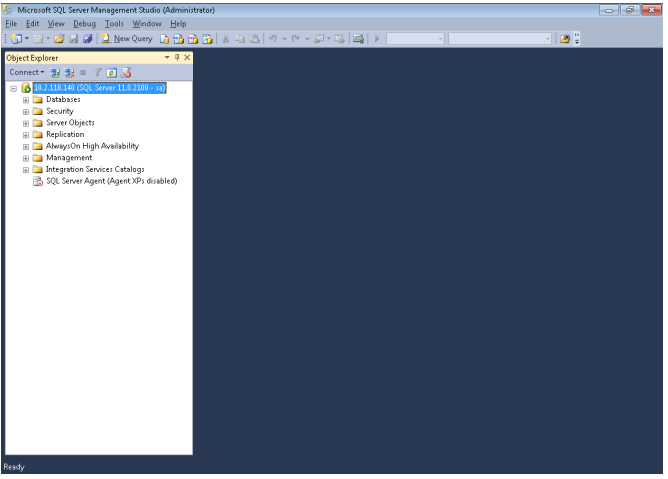 Microsoft SQL Server Management Studio (Administrator)
File Edit View Debug Tools Window Help
New Query
Object Explorer
Connect
10.2.110.140 (SQL Server 11.0.2100 - sa)
Databases
Security
Server Objects
Replication
AlwaysOn High Availability
Management
Integration Services Catalogs
SQL Server Agent (Agent XPs disabled)
Ready